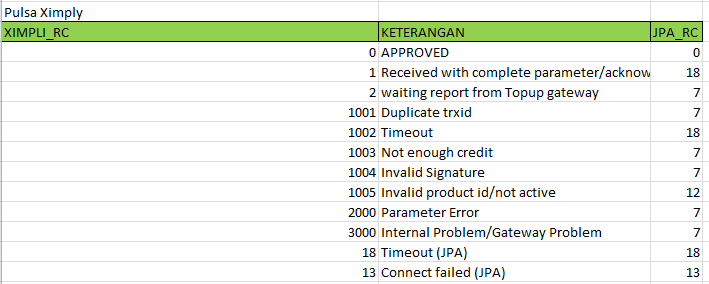 Pulsa Ximply
XIMPLI_RC KETERANGAN JPA_RC
0 APPROVED 0
1 Received with complete parameter/acknow 18
2 waiting report from Topup gateway 7
1001 Duplicate trxid 7
1002 Timeout 18
1003 Not enough credit 7
1004 Invalid Signature 7
1005 Invalid product id/not active 12
2000 Parameter Error 7
3000 Internal Problem/Gateway Problem 7
18 Timeout (JPA) 18
13 Connect failed (JPA) 13